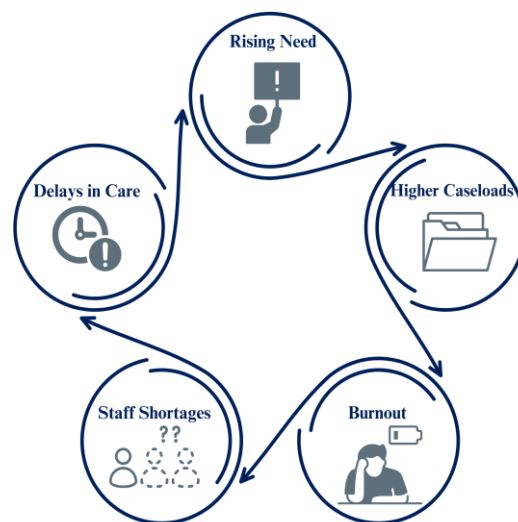 Rising Need
!
Higher Caseloads
Burnout
Staff Shortages
??
Delays in Care
!